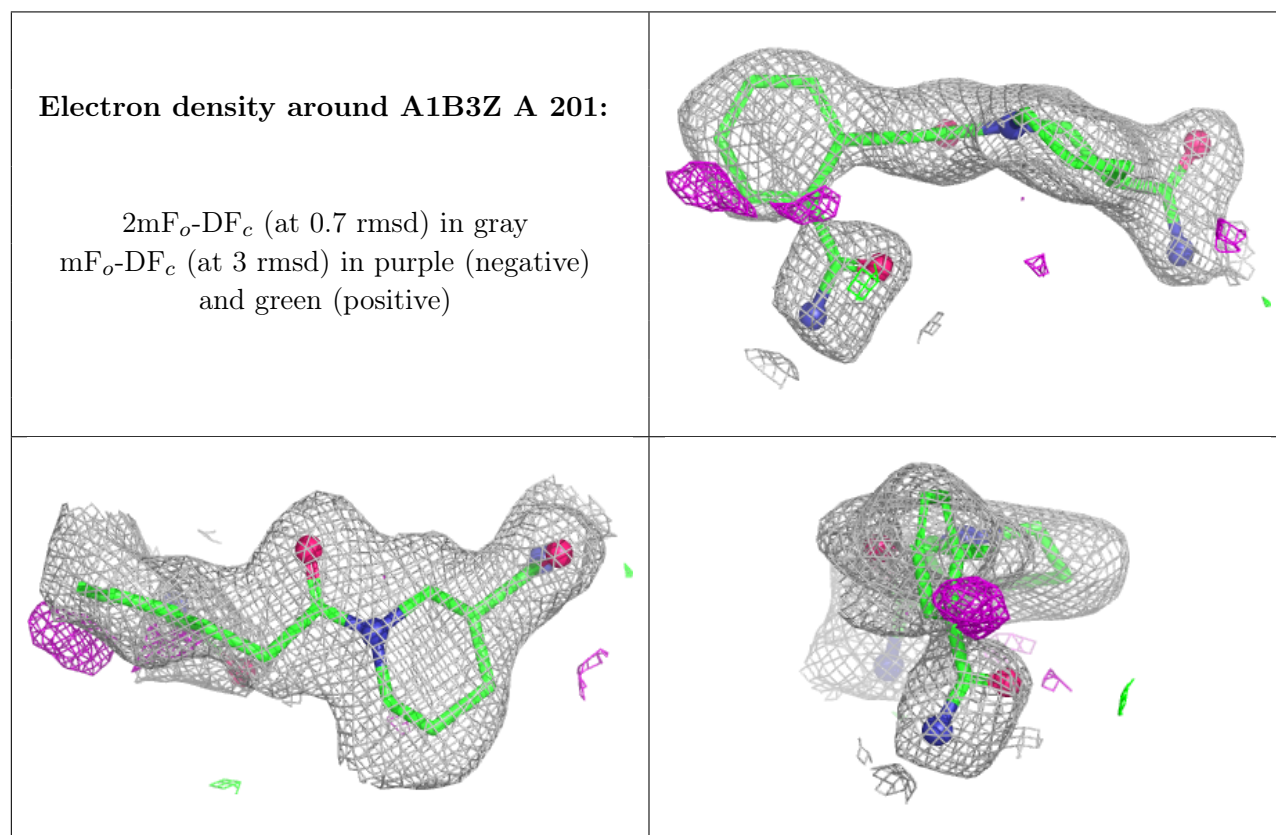 Electron density around A1B3Z A 201:
2mFo-DFc (at 0.7 rmsd) in gray
mFo-DFc (at 3 rmsd) in purple (negative)
and green (positive)